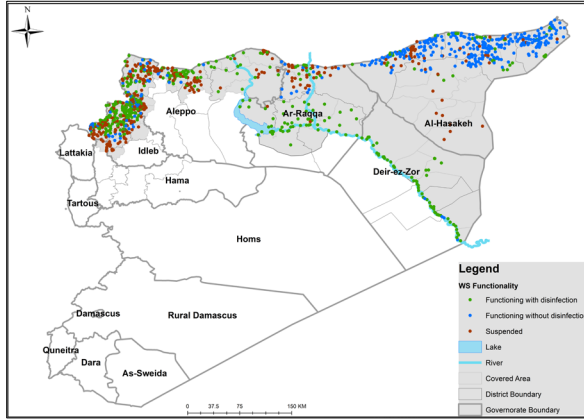 N
Aleppo
Ar-Raqqa
Al-Hasakeh
Lattakia
Idleb
Deir-ez-Zor
Hama
Tartous
Homs
Damascus
Rural Damascus
Quneitra
Dara
As-Sweida
0 37.5 75 150 KM
Legend
WS Functionality
Functioning with disinfection
Functioning without disinfection
Suspended
Lake
River
Covered Area
District Boundary
Governorate Boundary